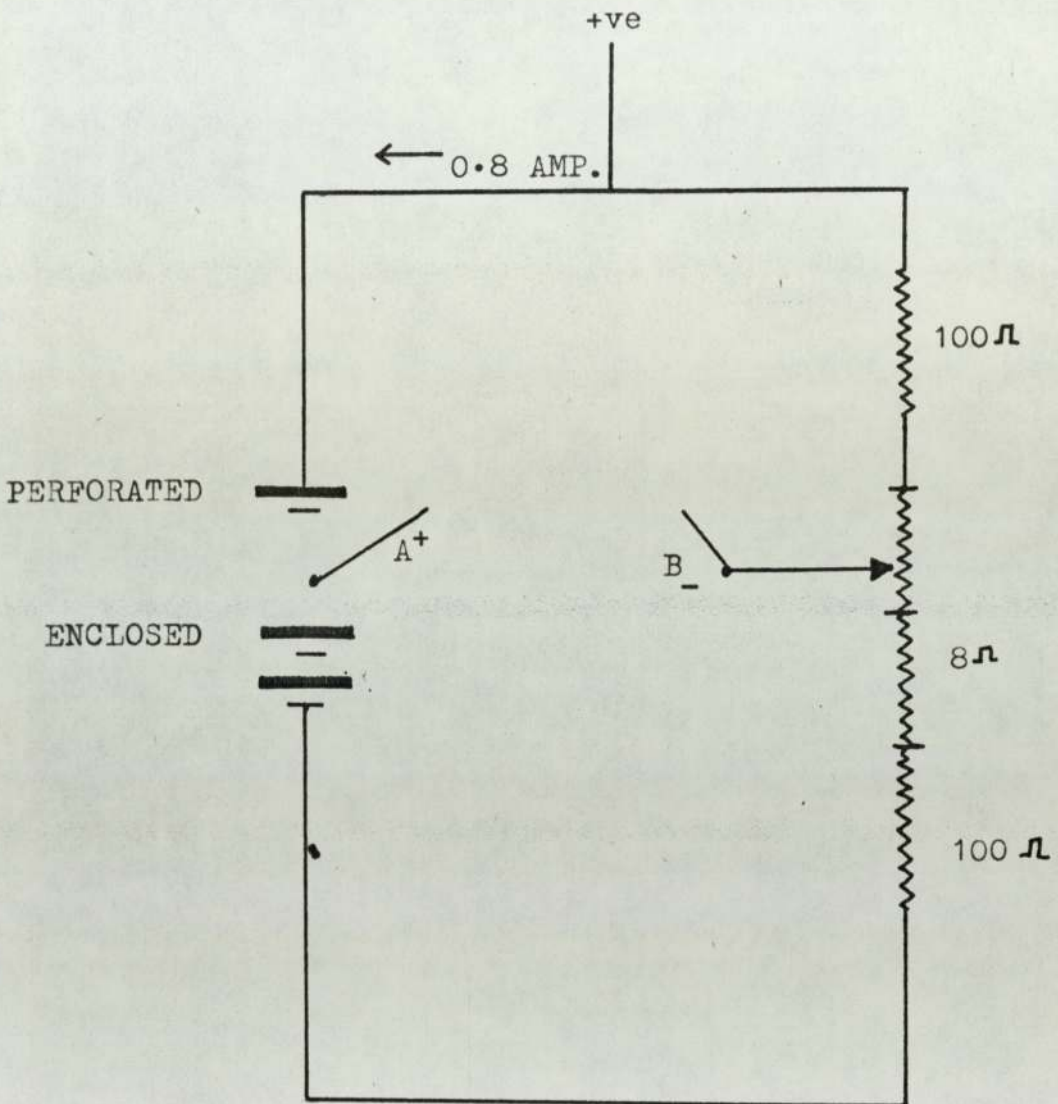 +ve
← 0·8 AMP.
100Ω
PERFORATED
A+
B_
ENCLOSED
8Ω
100Ω